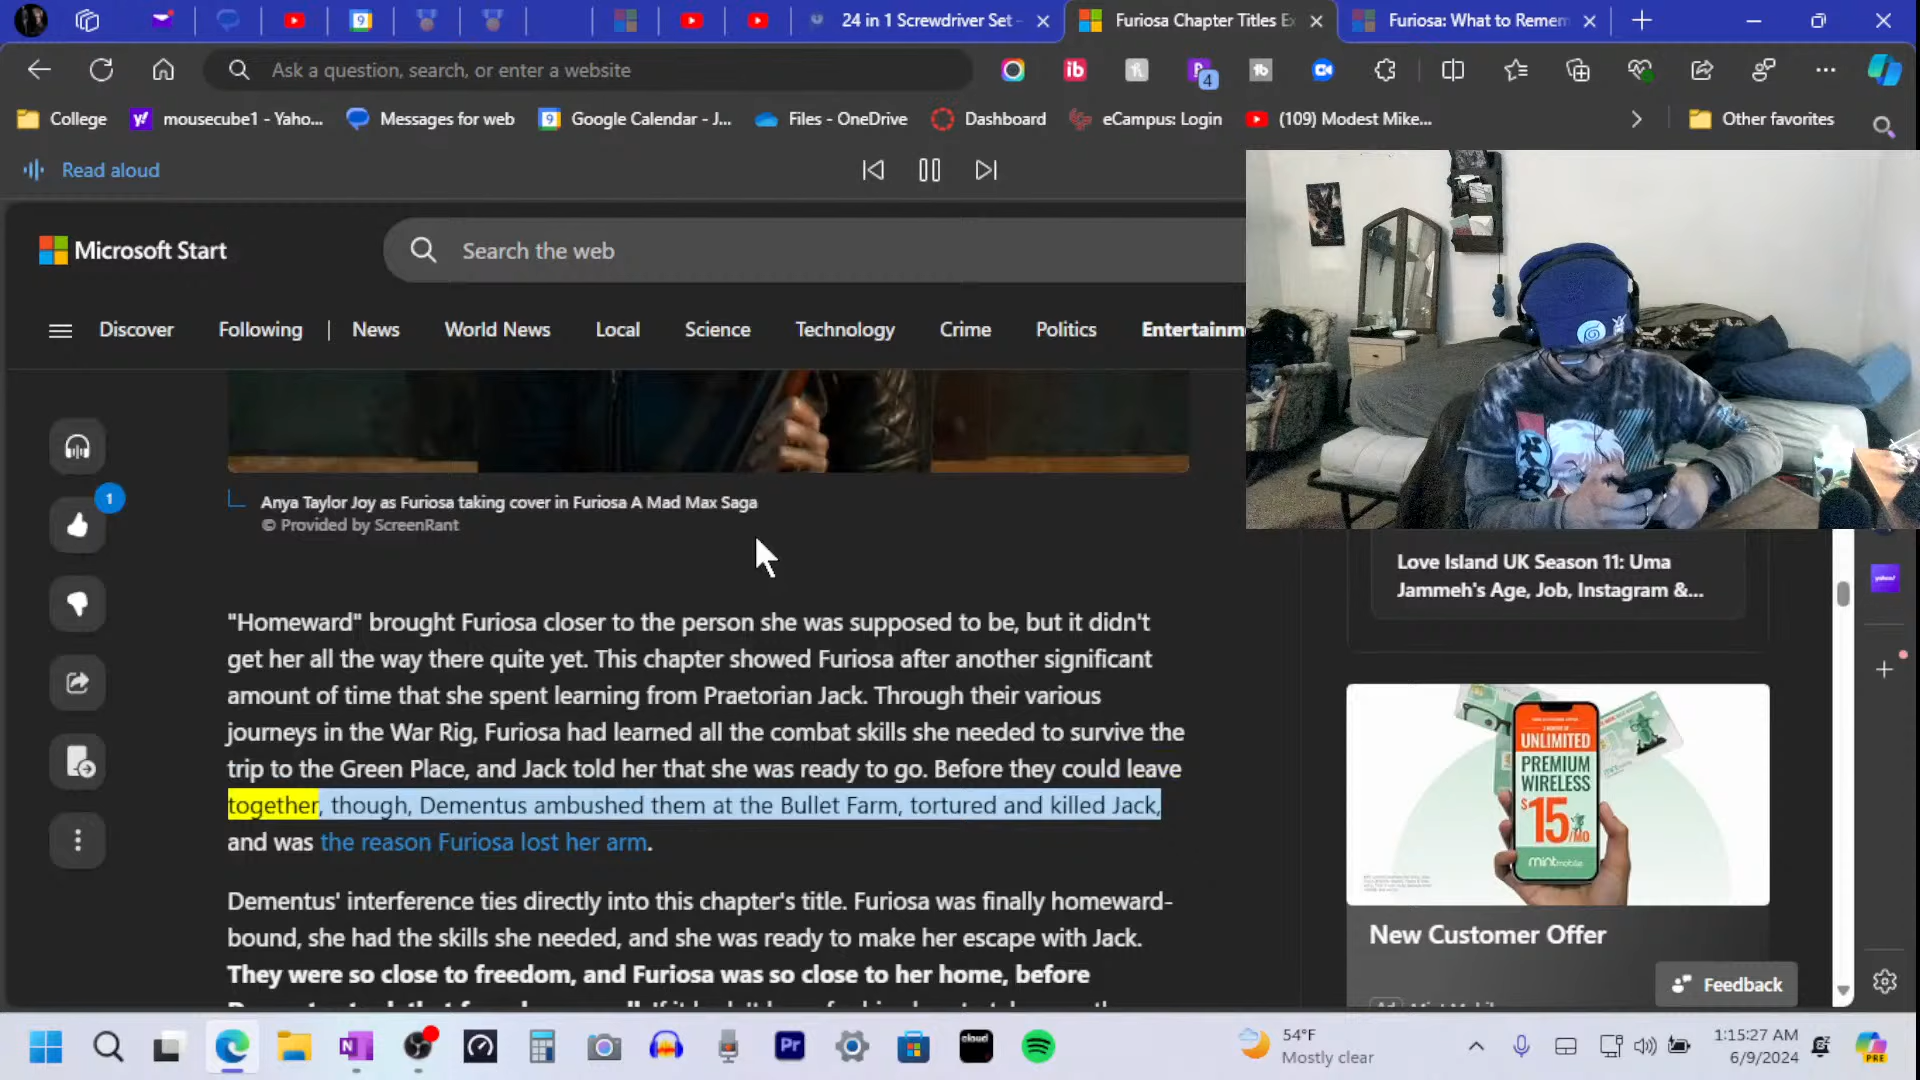 24 in 1 Screwdriver Set -
Furiosa Chapter Titles Ex
Furiosa: What to Remem
9
Ask a question, search, or enter a website
ib
4
College
mousecube1 - Yaho...
Messages for web
9
Google Calendar - J...
Files - OneDrive
Dashboard
eCampus: Login
(109) Modest Mike...
Other favorites
Read aloud
Microsoft Start
Search the web
Discover
Following
News
World News
Local
Science
Technology
Crime
Politics
Entertainm
1
Anya Taylor Joy as Furiosa taking cover in Furiosa A Mad Max Saga
© Provided by ScreenRant
"Homeward" brought Furiosa closer to the person she was supposed to be, but it didn't
get her all the way there quite yet. This chapter showed Furiosa after another significant
amount of time that she spent learning from Praetorian Jack. Through their various
journeys in the War Rig, Furiosa had learned all the combat skills she needed to survive the
trip to the Green Place, and Jack told her that she was ready to go. Before they could leave
together, though, Dementus ambushed them at the Bullet Farm, tortured and killed Jack,
and was the reason Furiosa lost her arm.
Dementus' interference ties directly into this chapter's title. Furiosa was finally homeward-
bound, she had the skills she needed, and she was ready to make her escape with Jack.
They were so close to freedom, and Furiosa was so close to her home, before
Love Island UK Season 11: Uma
Jammeh's Age, Job, Instagram &...
UNLIMITED
PREMIUM
WIRELESS
$15/MO
mintmobile
New Customer Offer
Feedback
yahoo!
Pr
cloud
54°F
Mostly clear
1:15:27 AM
6/9/2024
PRE